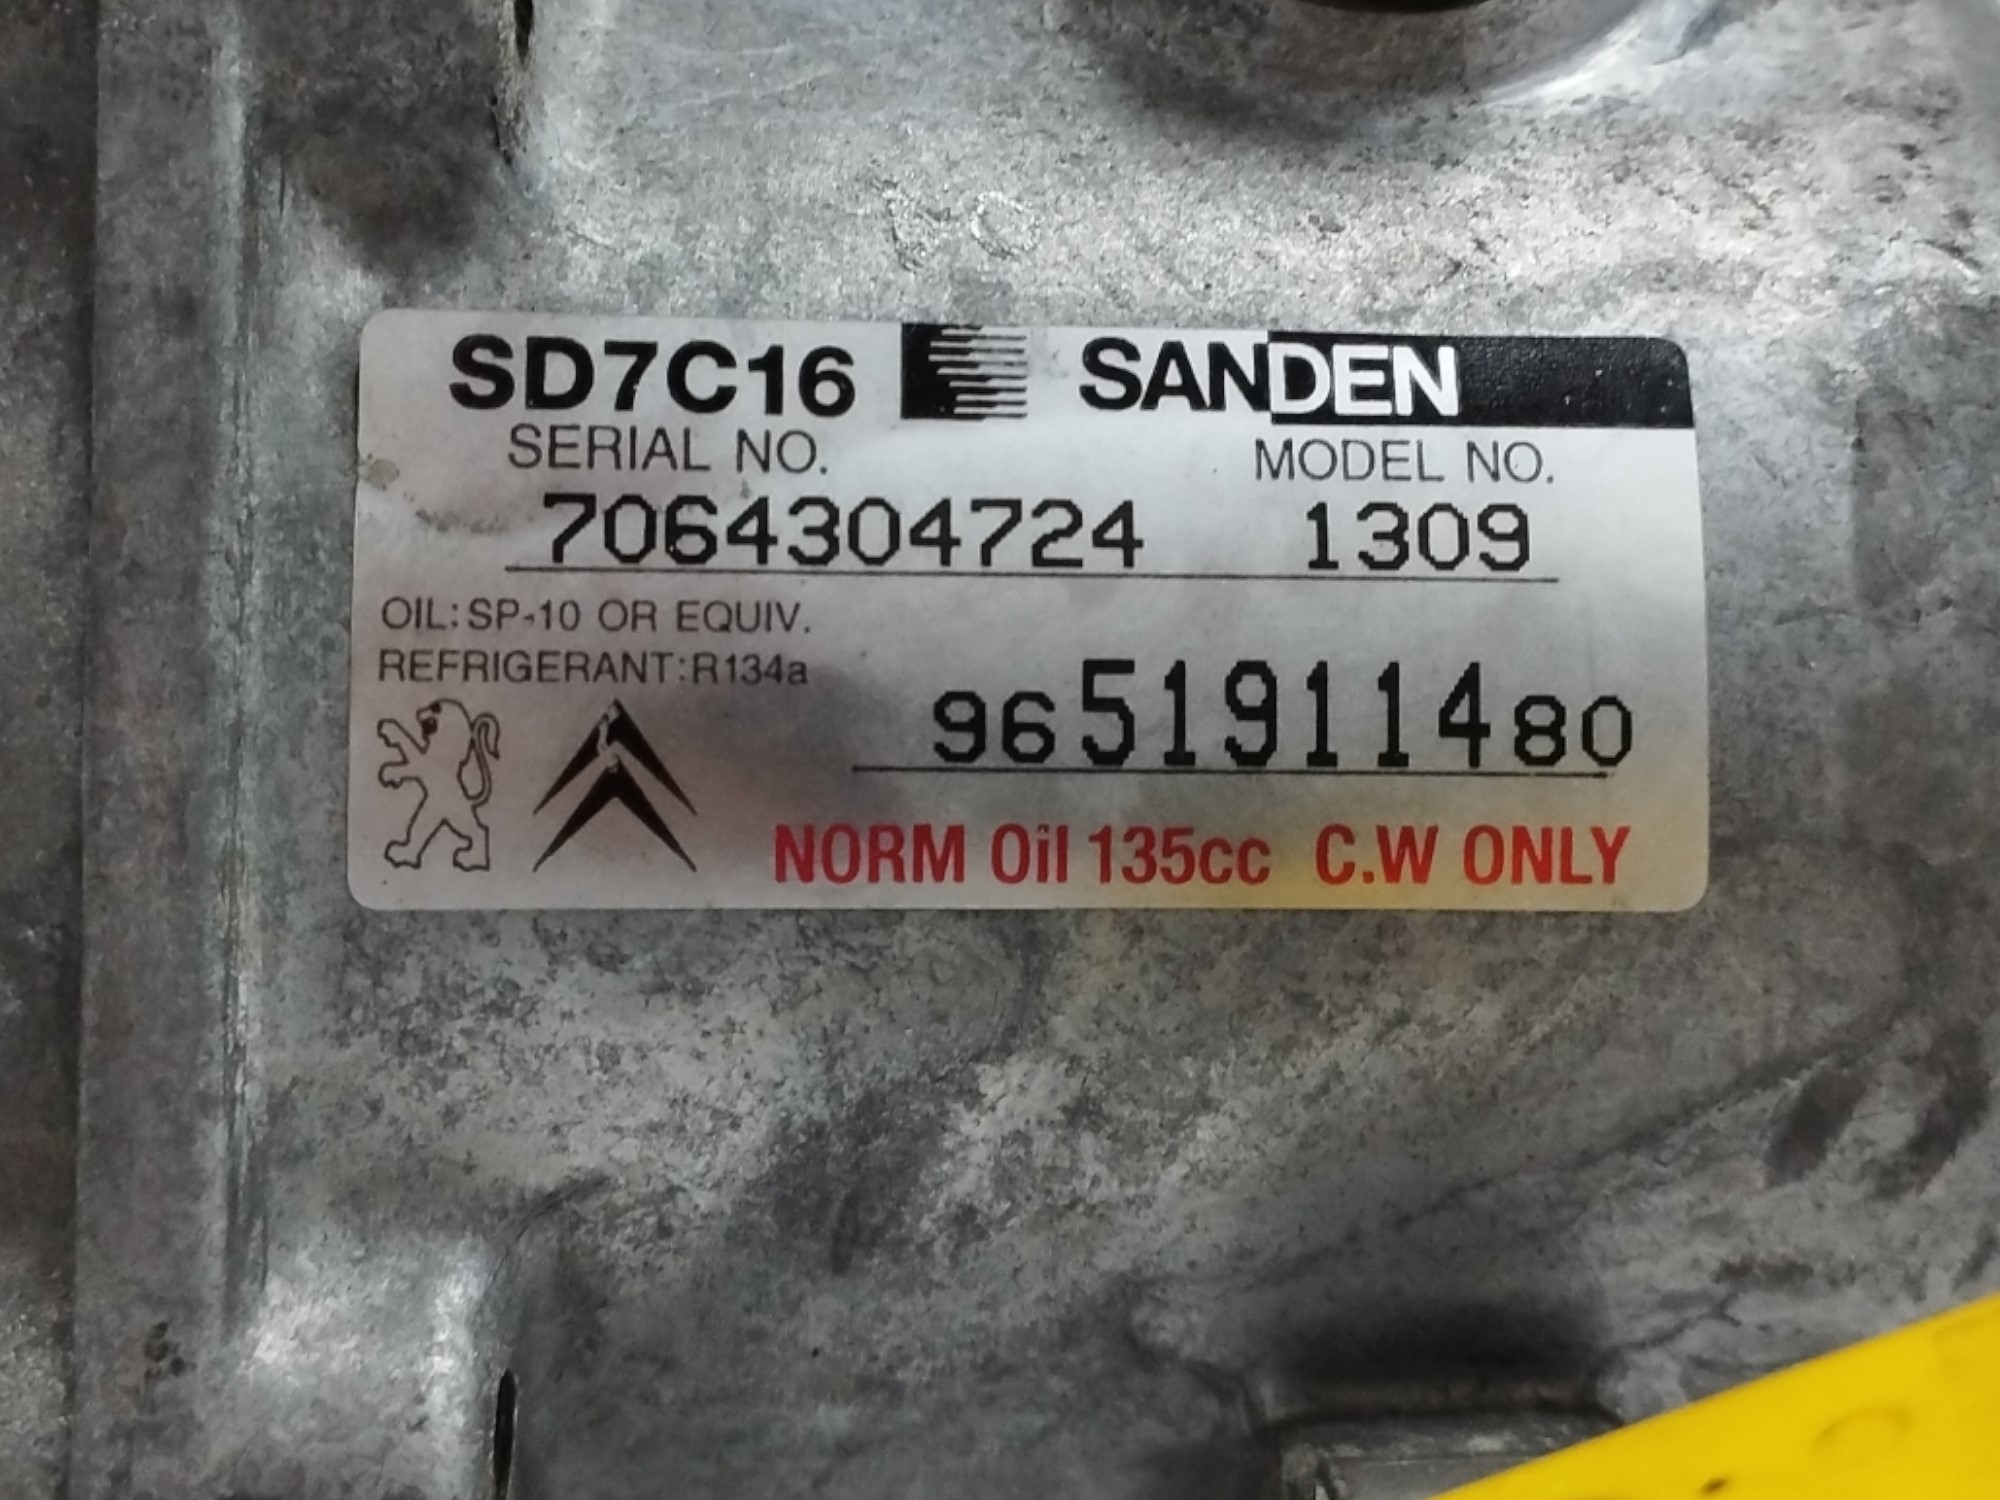 SD7C16 SANDEN
SERIAL NO. MODEL NO.
7064304724 1309
OIL:SP-10 OR EQUIV.
REFRIGERANT:R134a
9651911480
NORM Oil 135cc C.W ONLY